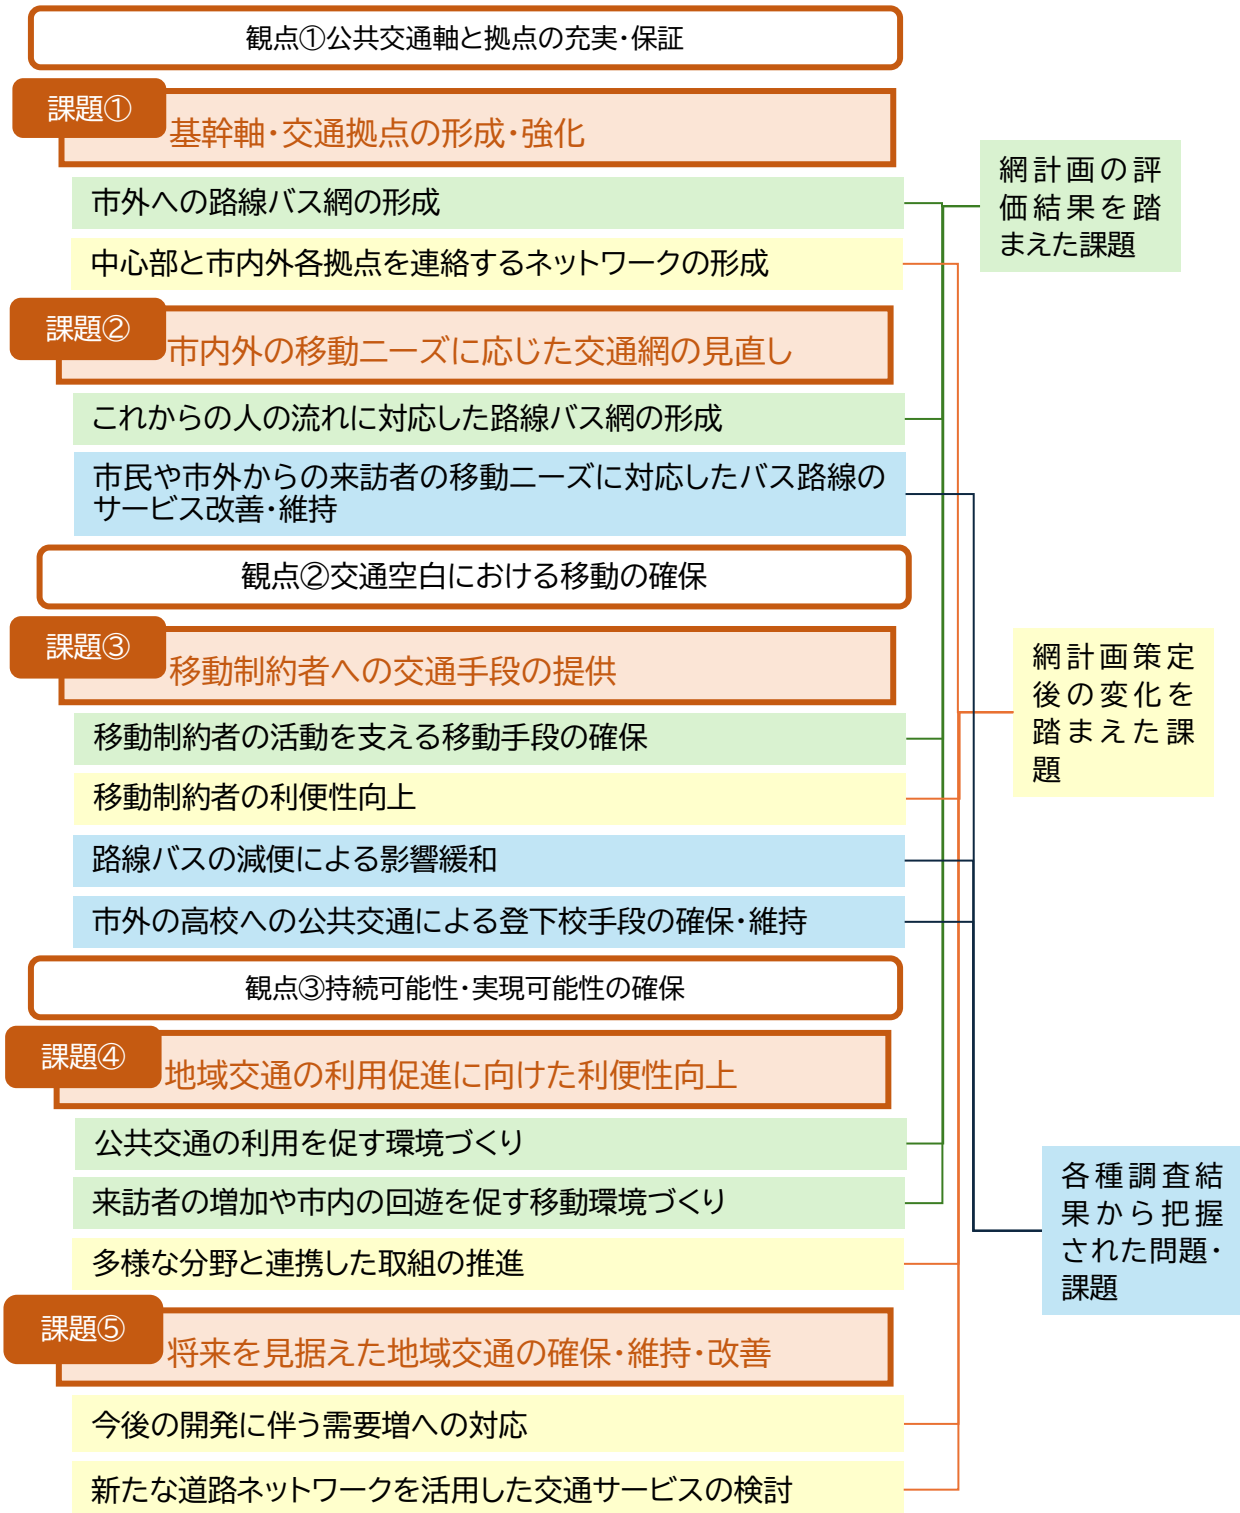 観点①公共交通軸と拠点の充実・保証
課題①
基幹軸・交通拠点の形成・強化
市外への路線バス網の形成
中心部と市内外各拠点を連絡するネットワークの形成
課題②
市内外の移動ニーズに応じた交通網の見直し
これからの人の流れに対応した路線バス網の形成
市民や市外からの来訪者の移動ニーズに対応したバス路線の
サービス改善・維持
観点②交通空白における移動の確保
課題③
移動制約者への交通手段の提供
移動制約者の活動を支える移動手段の確保
移動制約者の利便性向上
路線バスの減便による影響緩和
市外の高校への公共交通による登下校手段の確保・維持
観点③持続可能性・実現可能性の確保
課題④
地域交通の利用促進に向けた利便性向上
公共交通の利用を促す環境づくり
来訪者の増加や市内の回遊を促す移動環境づくり
多様な分野と連携した取組の推進
課題⑤
将来を見据えた地域交通の確保・維持・改善
今後の開発に伴う需要増への対応
新たな道路ネットワークを活用した交通サービスの検討
網計画の評
価結果を踏
まえた課題
網計画策定
後の変化を
踏まえた課
題
各種調査結
果から把握
された問題・
課題